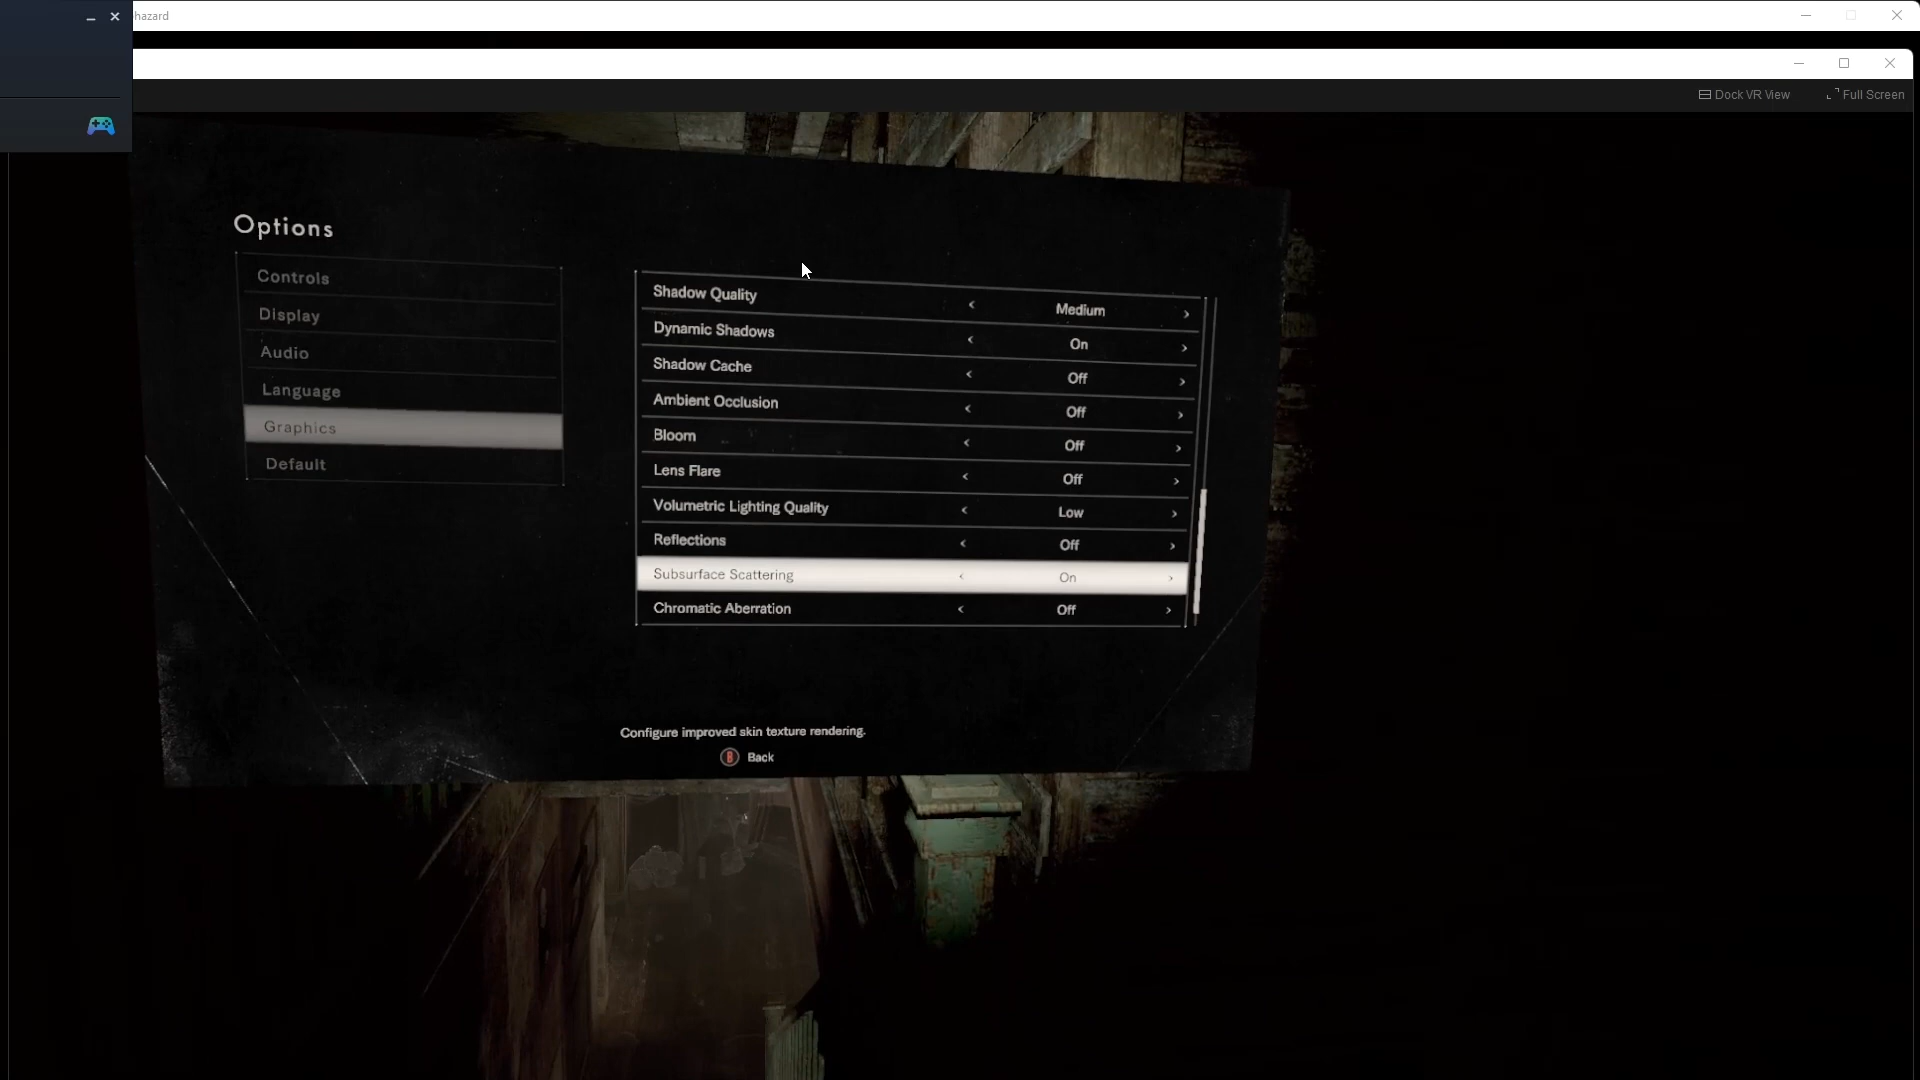 hazard
Dock VR View
Full Screen
Options
Controls
Display
Audio
Language
Graphics
Default
Shadow Quality < Medium >
Dynamic Shadows < On >
Shadow Cache < Off >
Ambient Occlusion < Off >
Bloom < Off >
Lens Flare < Off >
Volumetric Lighting Quality < Low >
Reflections < Off >
Subsurface Scattering < On >
Chromatic Aberration < Off >
Configure improved skin texture rendering.
B Back